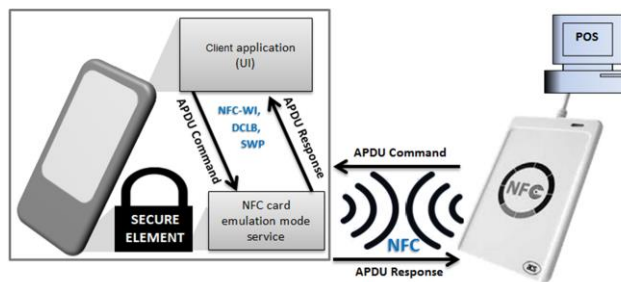 Client application
(UI)
APDU Command
NFC-WI,
DCLB,
SWP
APDU Response
SECURE
ELEMENT
NFC card
emulation mode
service
APDU Command
NFC
APDU Response
POS
NFC
ACS